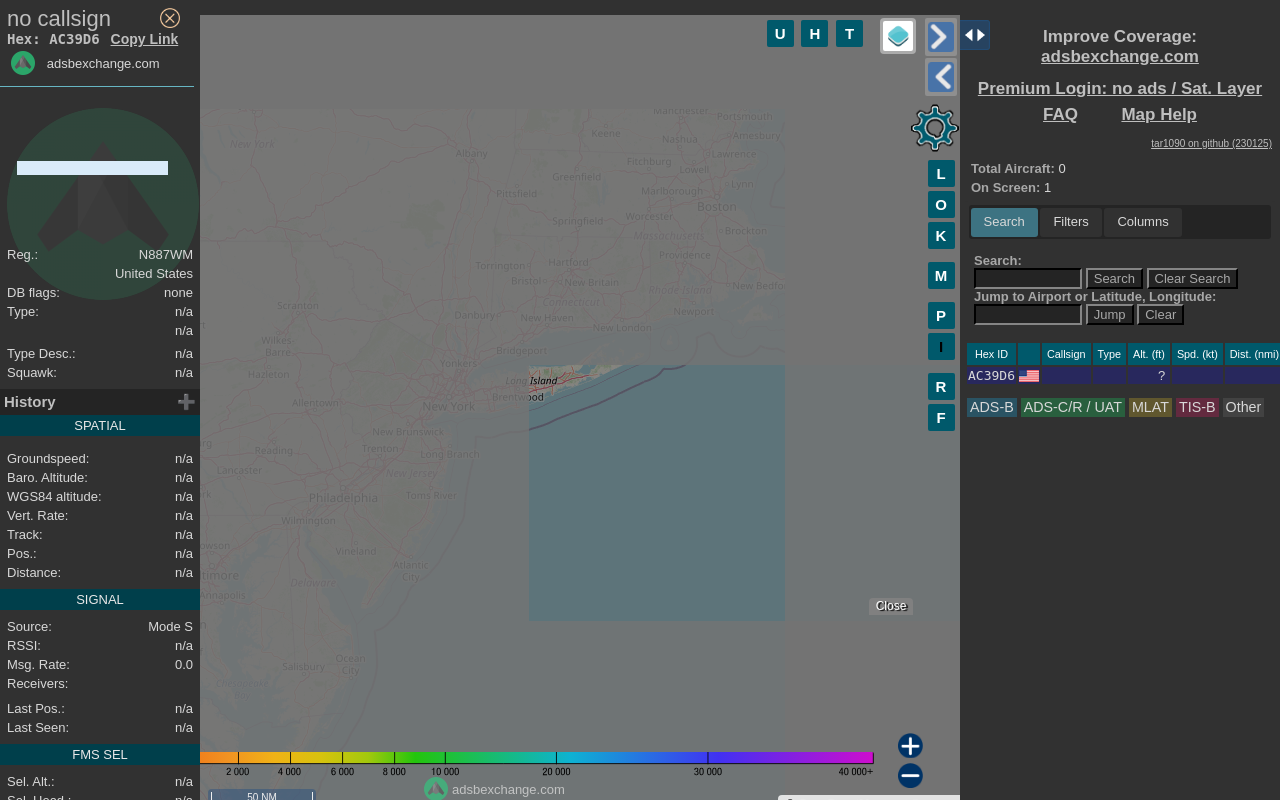 no callsign
Hex: AC39D6 Copy Link
adsbexchange.com
Reg.: N887WM
United States
DB flags: none
Type: n/a
n/a
Type Desc.: n/a
Squawk: n/a
History
SPATIAL
Groundspeed: n/a
Baro. Altitude: n/a
WGS84 altitude: n/a
Vert. Rate: n/a
Track: n/a
Pos.: n/a
Distance: n/a
SIGNAL
Source: Mode S
RSSI: n/a
Msg. Rate: 0.0
Receivers:
Last Pos.: n/a
Last Seen: n/a
FMS SEL
Sel. Alt.: n/a
U H T
L
O
K
M
P
I
R
F
Manchester
Portsmouth
Keene
Nashua
Amesbury
New York
Albany
Fitchburg
Lawrence
Greenfield
Lowell
Lynn
Pittsfield
Marlborough
Boston
Springfield
Worcester
Massachusetts
Brockton
Torrington
Hartford
Providence
Bristol
New Britain
Rhode Island
New Bedfo
Connecticut
Scranton
Danbury
New Haven
Newport
New London
Wilkes-
Barre
Bridgeport
Yonkers
Hazleton
Long Island
Brentwood
Allentown
New York
New Brunswick
Reading
Trenton
Long Branch
Lancaster
New Jersey
Philadelphia
Toms River
Wilmington
Vineland
Atlantic
City
timore
Delaware
Annapolis
Salisbury
Ocean
City
Chesapeake
Close
2 000 4 000 6 000 8 000 10 000 20 000 30 000 40 000+
adsbexchange.com
50 NM
Improve Coverage:
adsbexchange.com
Premium Login: no ads / Sat. Layer
FAQ Map Help
tar1090 on github (230125)
Total Aircraft: 0
On Screen: 1
Search Filters Columns
Search:
Search Clear Search
Jump to Airport or Latitude, Longitude:
Jump Clear
Hex ID Callsign Type Alt. (ft) Spd. (kt) Dist. (nmi)
AC39D6 ?
ADS-B ADS-C/R / UAT MLAT TIS-B Other